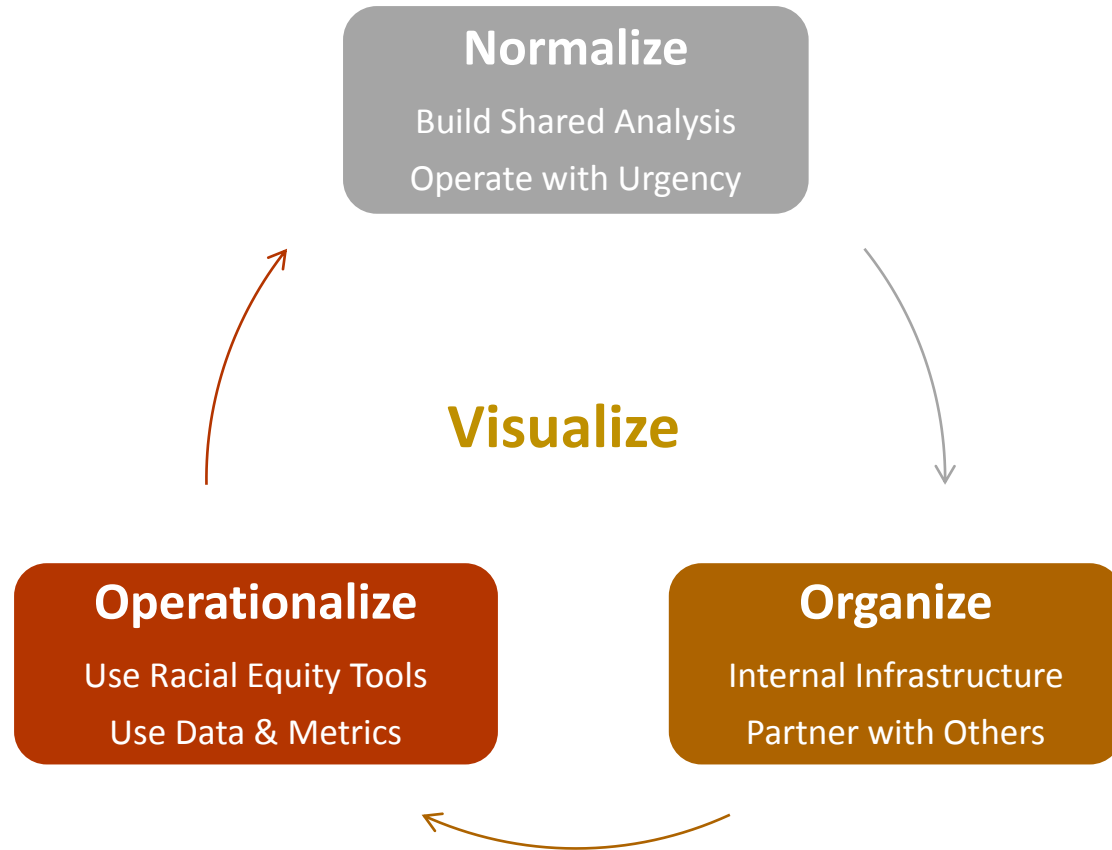 Normalize
Build Shared Analysis
Operate with Urgency
Visualize
Operationalize
Use Racial Equity Tools
Use Data & Metrics
Organize
Internal Infrastructure
Partner with Others